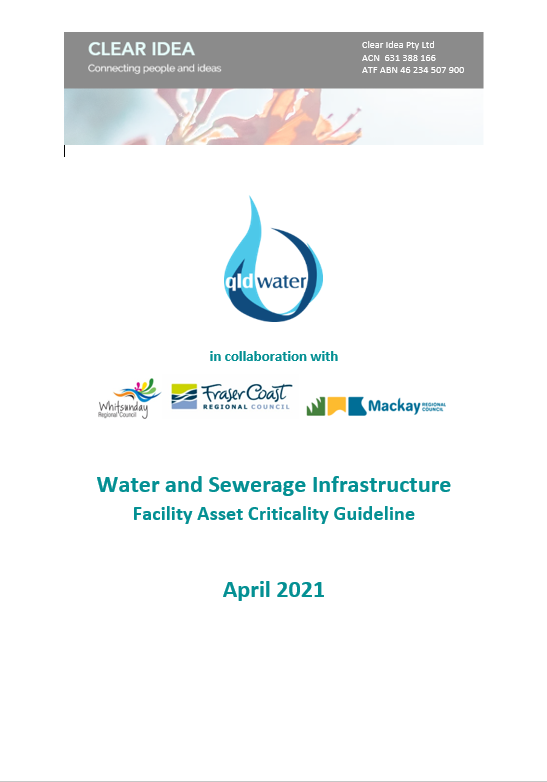 CLEAR IDEA
Connecting people and ideas
Clear Idea Pty Ltd
ACN 631 388 166
ATF ABN 46 234 507 900
qldwater
in collaboration with
Whitsunday
Regional Council
Fraser Coast
REGIONAL COUNCIL
Mackay REGIONAL
COUNCIL
Water and Sewerage Infrastructure
Facility Asset Criticality Guideline
April 2021